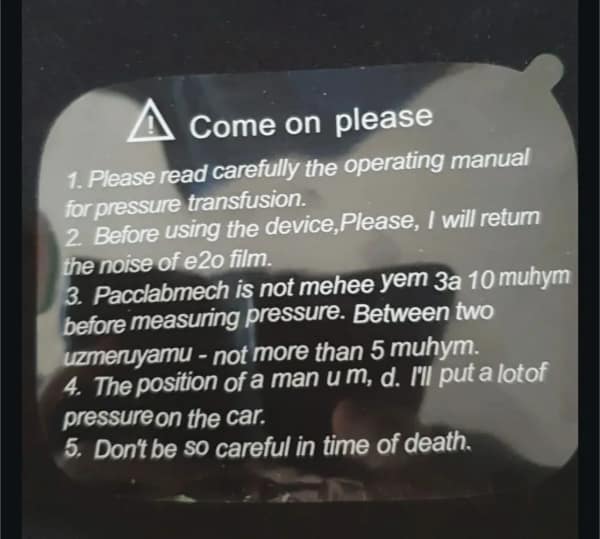 Come on please
1. Please read carefully the operating manual
for pressure transfusion.
2. Before using the device,Please, I will return
the noise of e2o film.
3. Pacclabmech is not mehee yem 3a 10 muhym
before measuring pressure. Between two
uzmeruyamu - not more than 5 muhym.
4. The position of a man u m, d. I'll put a lotof
pressureon the car.
5. Don't be so careful in time of death.